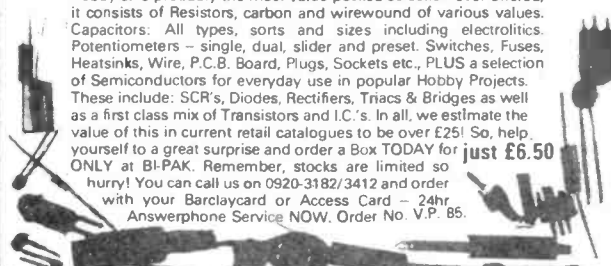 it consists of Resistors, carbon and wirewound of various values.
Capacitors: All types, sorts and sizes including electrolitics.
Potentiometers – single, dual, slider and preset. Switches, Fuses,
Heatsinks, Wire, P.C.B. Board, Plugs, Sockets etc., PLUS a selection
of Semiconductors for everyday use in popular Hobby Projects.
These include: SCR's, Diodes, Rectifiers, Triacs & Bridges as well
as a first class mix of Transistors and I.C.'s. In all, we estimate the
value of this in current retail catalogues to be over £25! So, help
yourself to a great surprise and order a Box TODAY for just £6.50
ONLY at BI-PAK. Remember, stocks are limited so
hurry! You can call us on 0920-3182/3412 and order
with your Barclaycard or Access Card – 24hr
Answerphone Service NOW. Order No. V.P. 85.